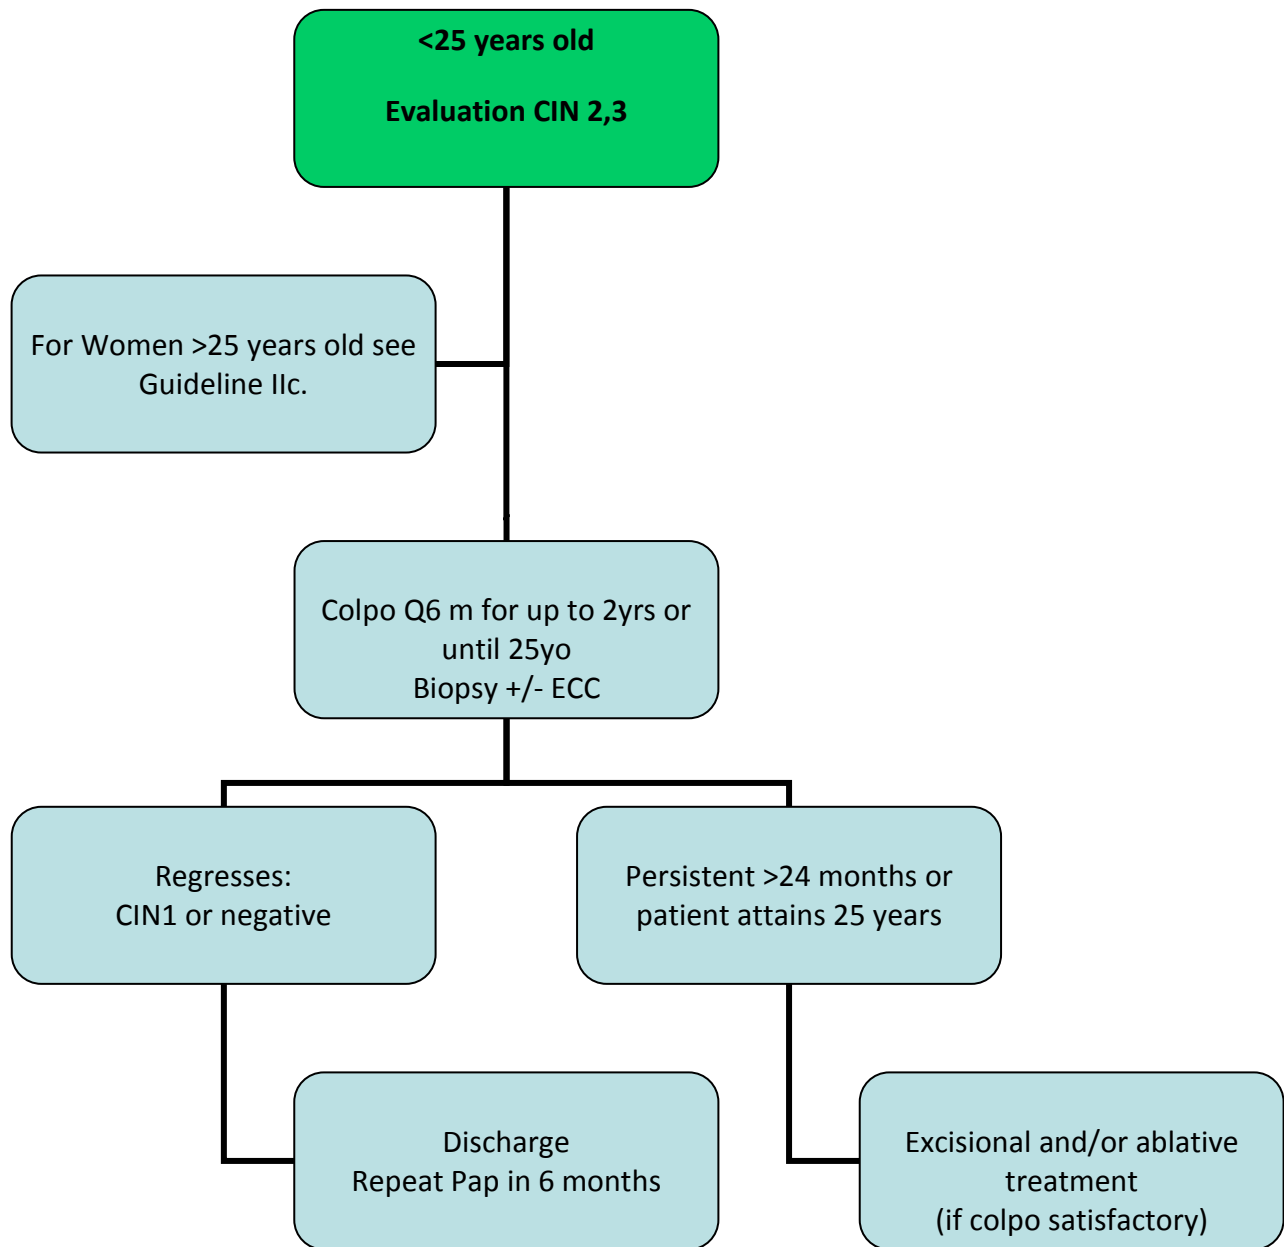 <25 years old
Evaluation CIN 2,3
For Women >25 years old see
Guideline IIc.
Colpo Q6 m for up to 2yrs or
until 25yo
Biopsy +/- ECC
Regresses:
CIN1 or negative
Persistent >24 months or
patient attains 25 years
Discharge
Repeat Pap in 6 months
Excisional and/or ablative
treatment
(if colpo satisfactory)